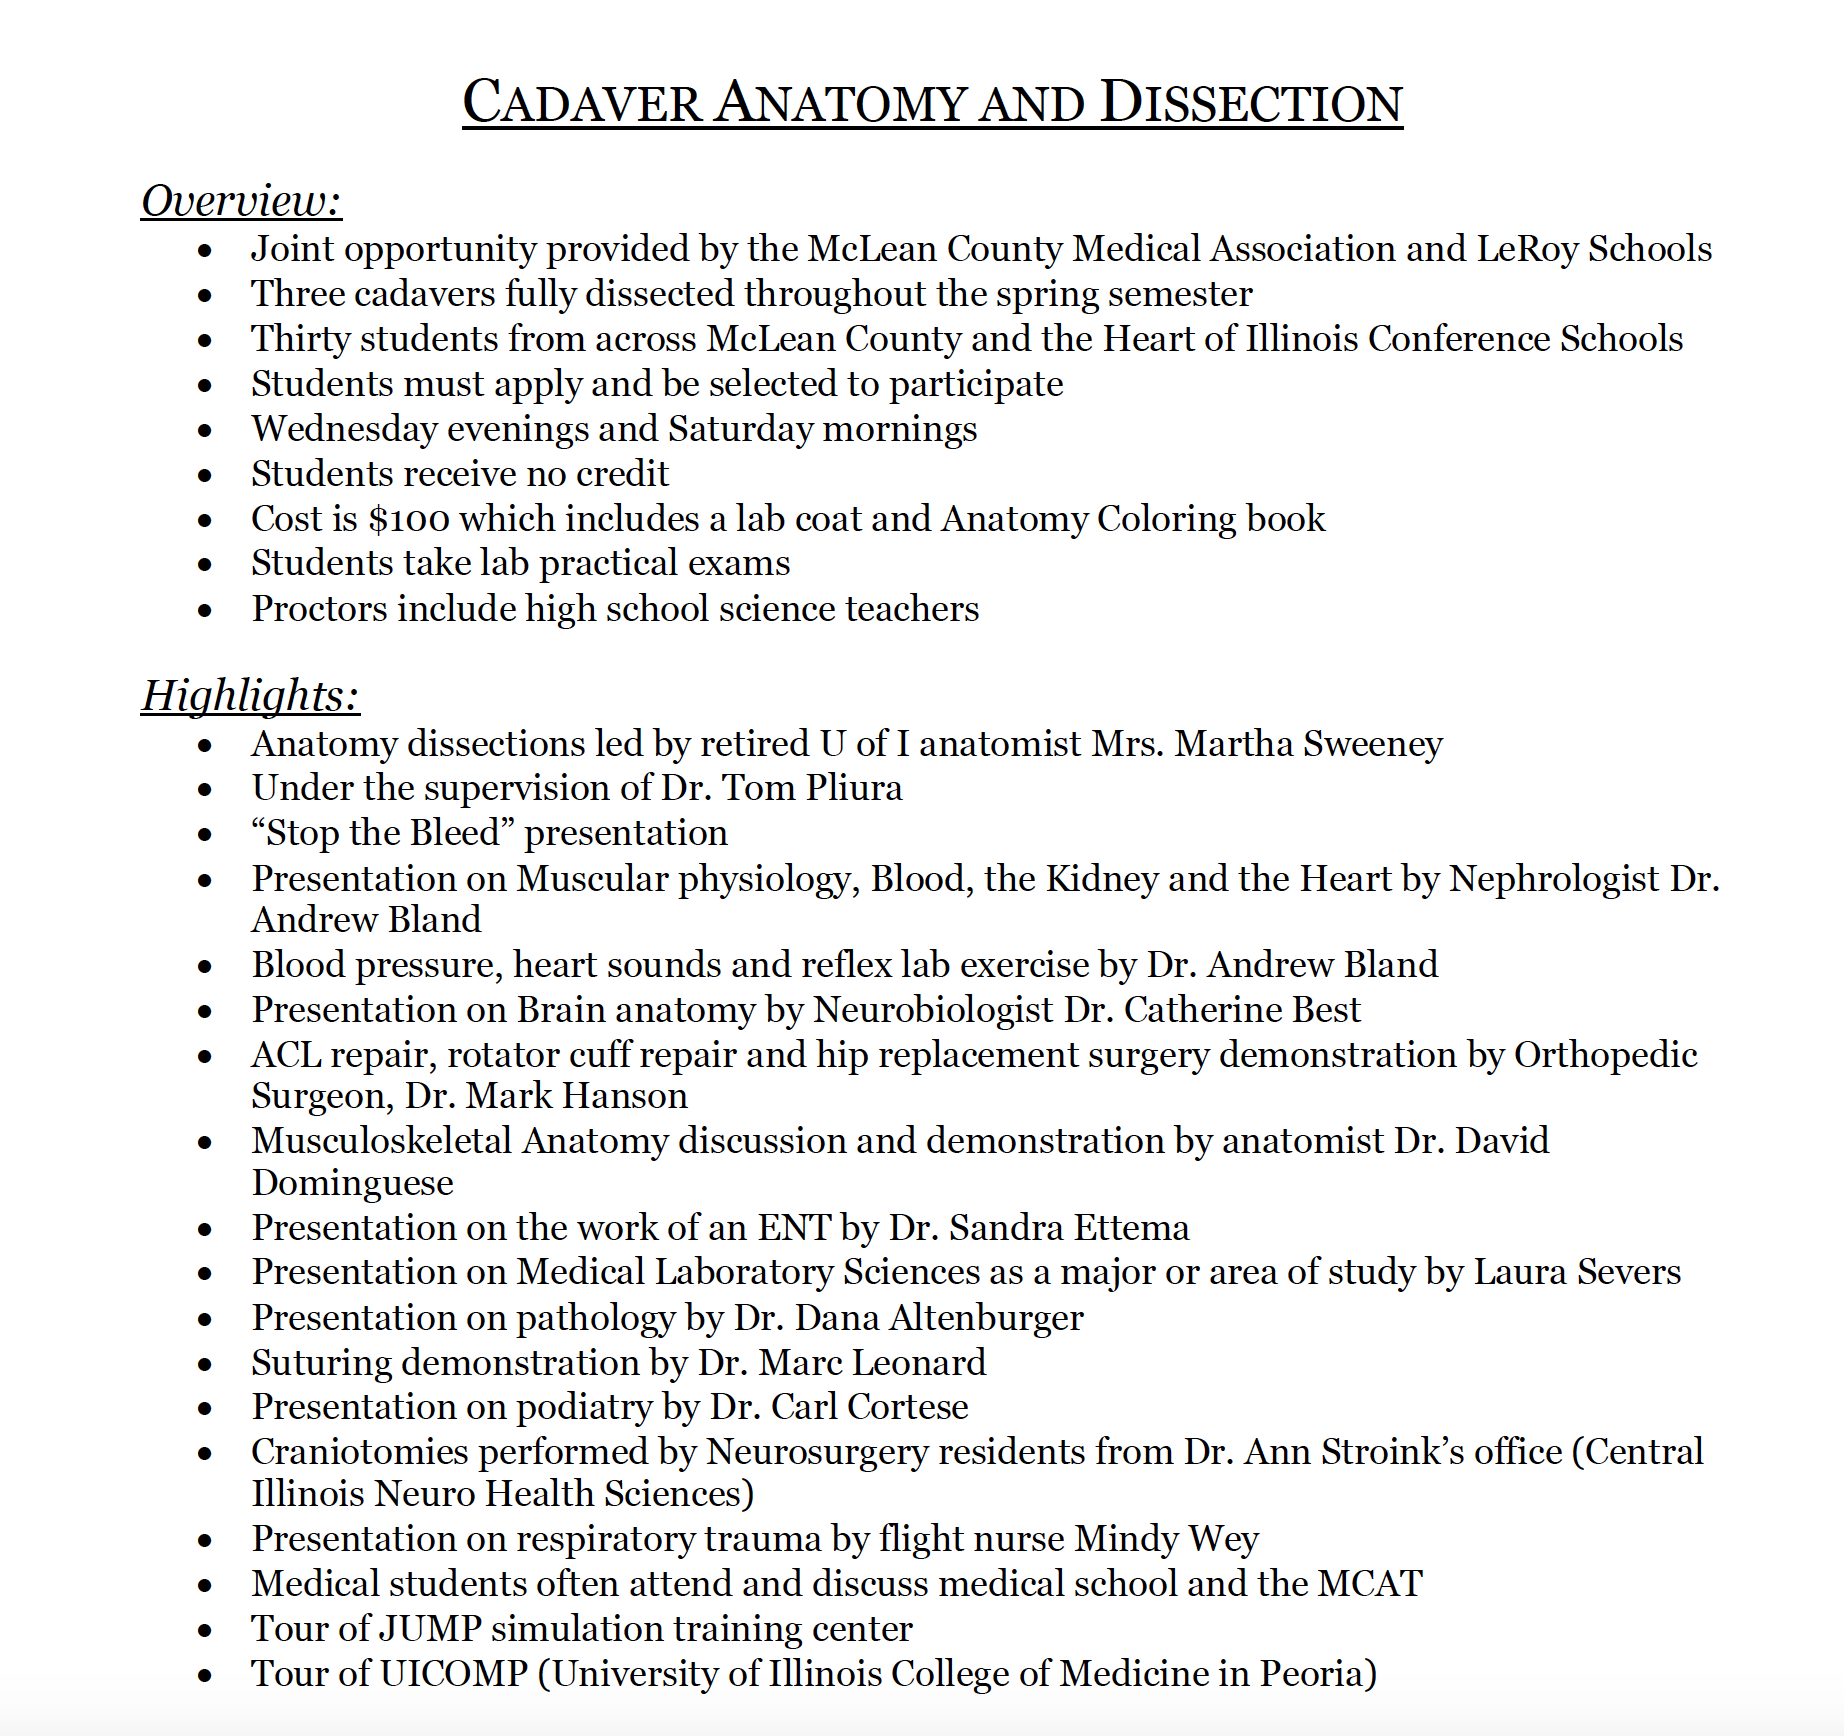 CADAVER ANATOMY AND DISSECTION
Overview:
• Joint opportunity provided by the McLean County Medical Association and LeRoy Schools
• Three cadavers fully dissected throughout the spring semester
• Thirty students from across McLean County and the Heart of Illinois Conference Schools
• Students must apply and be selected to participate
• Wednesday evenings and Saturday mornings
• Students receive no credit
• Cost is $100 which includes a lab coat and Anatomy Coloring book
• Students take lab practical exams
• Proctors include high school science teachers
Highlights:
• Anatomy dissections led by retired U of I anatomist Mrs. Martha Sweeney
• Under the supervision of Dr. Tom Pliura
• “Stop the Bleed” presentation
• Presentation on Muscular physiology, Blood, the Kidney and the Heart by Nephrologist Dr.
Andrew Bland
• Blood pressure, heart sounds and reflex lab exercise by Dr. Andrew Bland
• Presentation on Brain anatomy by Neurobiologist Dr. Catherine Best
• ACL repair, rotator cuff repair and hip replacement surgery demonstration by Orthopedic
Surgeon, Dr. Mark Hanson
• Musculoskeletal Anatomy discussion and demonstration by anatomist Dr. David
Dominguese
• Presentation on the work of an ENT by Dr. Sandra Ettema
• Presentation on Medical Laboratory Sciences as a major or area of study by Laura Severs
• Presentation on pathology by Dr. Dana Altenburger
• Suturing demonstration by Dr. Marc Leonard
• Presentation on podiatry by Dr. Carl Cortese
• Craniotomies performed by Neurosurgery residents from Dr. Ann Stroink’s office (Central
Illinois Neuro Health Sciences)
• Presentation on respiratory trauma by flight nurse Mindy Wey
• Medical students often attend and discuss medical school and the MCAT
• Tour of JUMP simulation training center
• Tour of UICOMP (University of Illinois College of Medicine in Peoria)